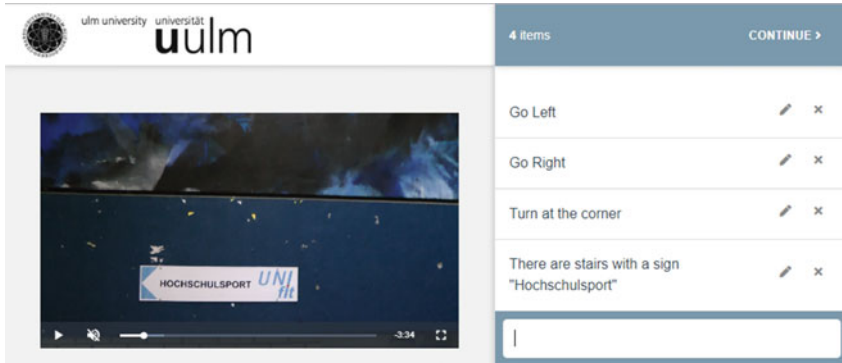 ulm university universität
uulm
4 items
CONTINUE >
HOCHSCHULSPORT UNI
fit
-3:34
Go Left
Go Right
Turn at the corner
There are stairs with a sign
"Hochschulsport"